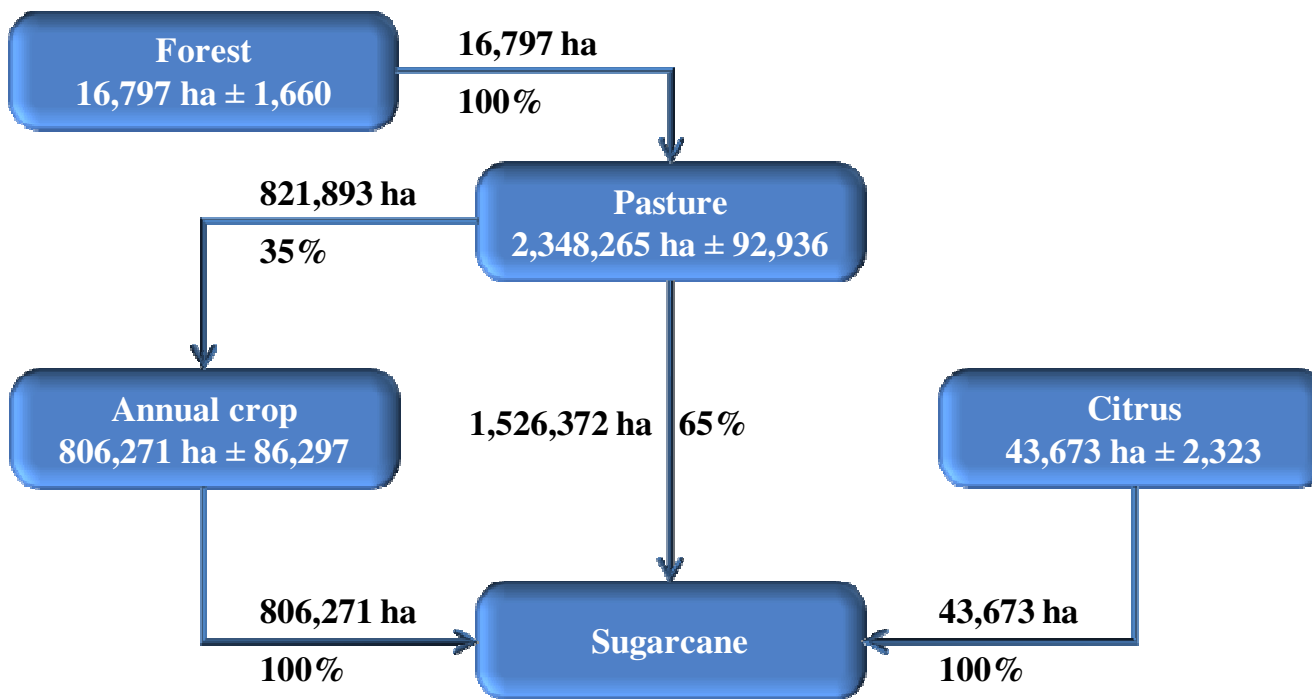 Forest
16,797 ha ± 1,660
16,797 ha
100%
Pasture
2,348,265 ha ± 92,936
821,893 ha
35%
Annual crop
806,271 ha ± 86,297
1,526,372 ha
65%
Citrus
43,673 ha ± 2,323
806,271 ha
100%
Sugarcane
43,673 ha
100%